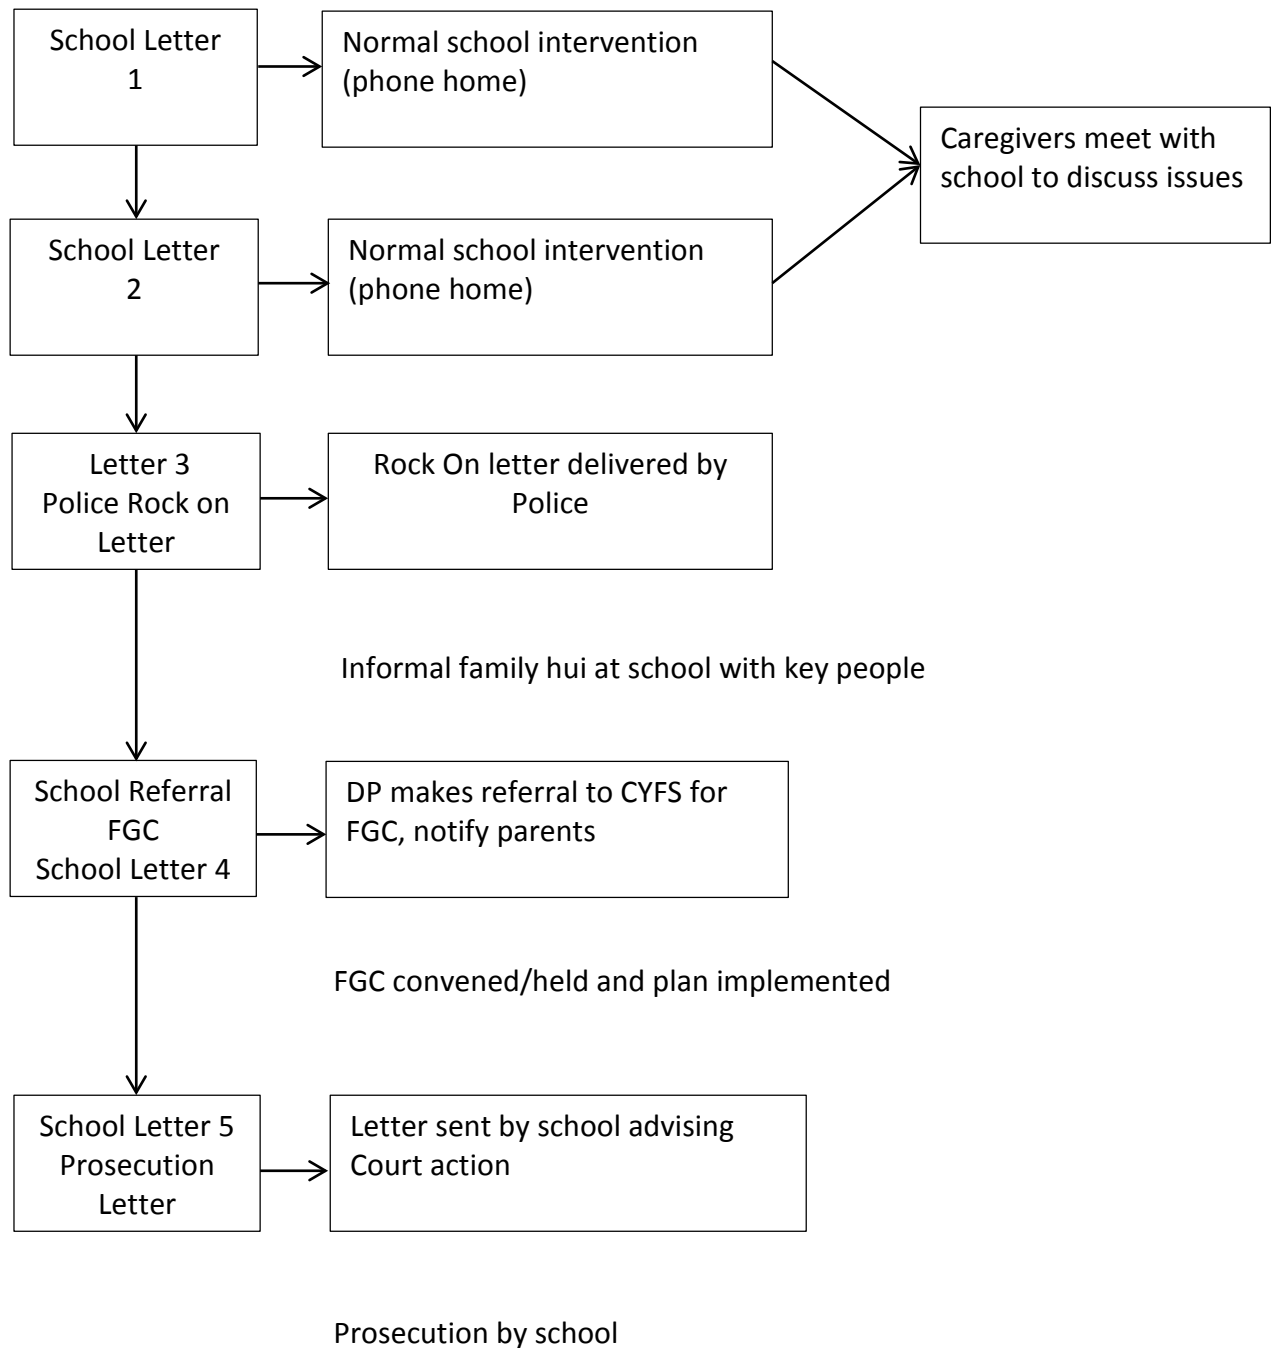 School Letter
1
Normal school intervention
(phone home)
Caregivers meet with
school to discuss issues
School Letter
2
Normal school intervention
(phone home)
Letter 3
Police Rock on
Letter
Rock On letter delivered by
Police
Informal family hui at school with key people
School Referral
FGC
School Letter 4
DP makes referral to CYFS for
FGC, notify parents
FGC convened/held and plan implemented
School Letter 5
Prosecution
Letter
Letter sent by school advising
Court action
Prosecution by school